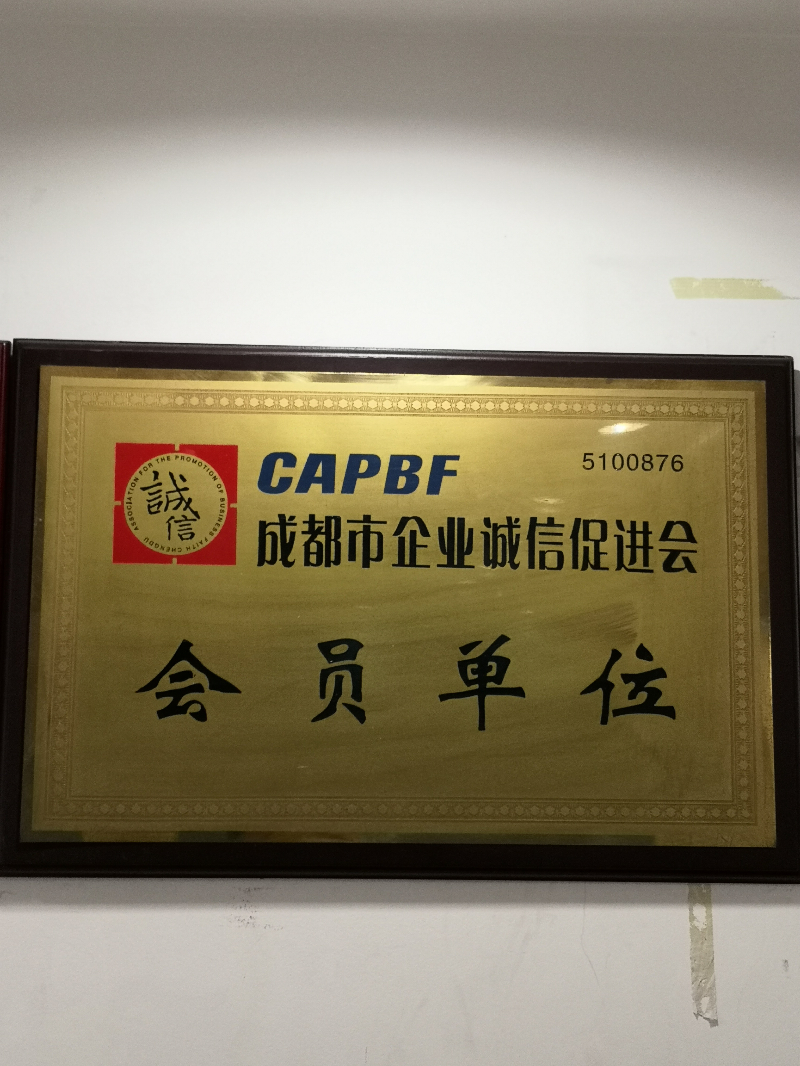 ASSOCIATION FOR THE PROMOTION OF BUSINESS FAITH CHENGDU
誠信
CAPBF
5100876
成都市企业诚信促进会
会员单位